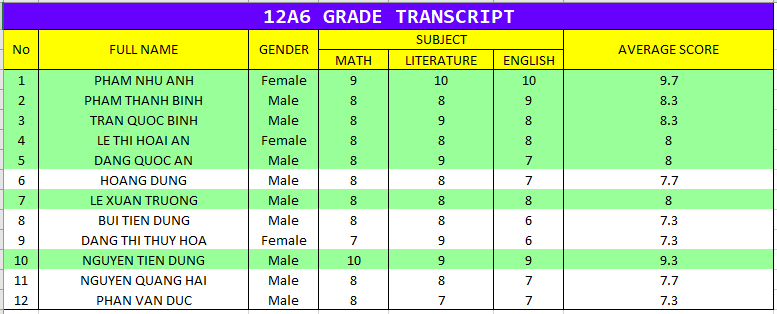 12A6 GRADE TRANSCRIPT
No FULL NAME GENDER SUBJECT AVERAGE SCORE
MATH LITERATURE ENGLISH
1 PHAM NHU ANH Female 9 10 10 9.7
2 PHAM THANH BINH Male 8 8 9 8.3
3 TRAN QUOC BINH Male 8 9 8 8.3
4 LE THI HOAI AN Female 8 8 8 8
5 DANG QUOC AN Male 8 9 7 8
6 HOANG DUNG Male 8 8 7 7.7
7 LE XUAN TRUONG Male 8 8 8 8
8 BUI TIEN DUNG Male 8 8 6 7.3
9 DANG THI THUY HOA Female 7 9 6 7.3
10 NGUYEN TIEN DUNG Male 10 9 9 9.3
11 NGUYEN QUANG HAI Male 8 8 7 7.7
12 PHAN VAN DUC Male 8 7 7 7.3